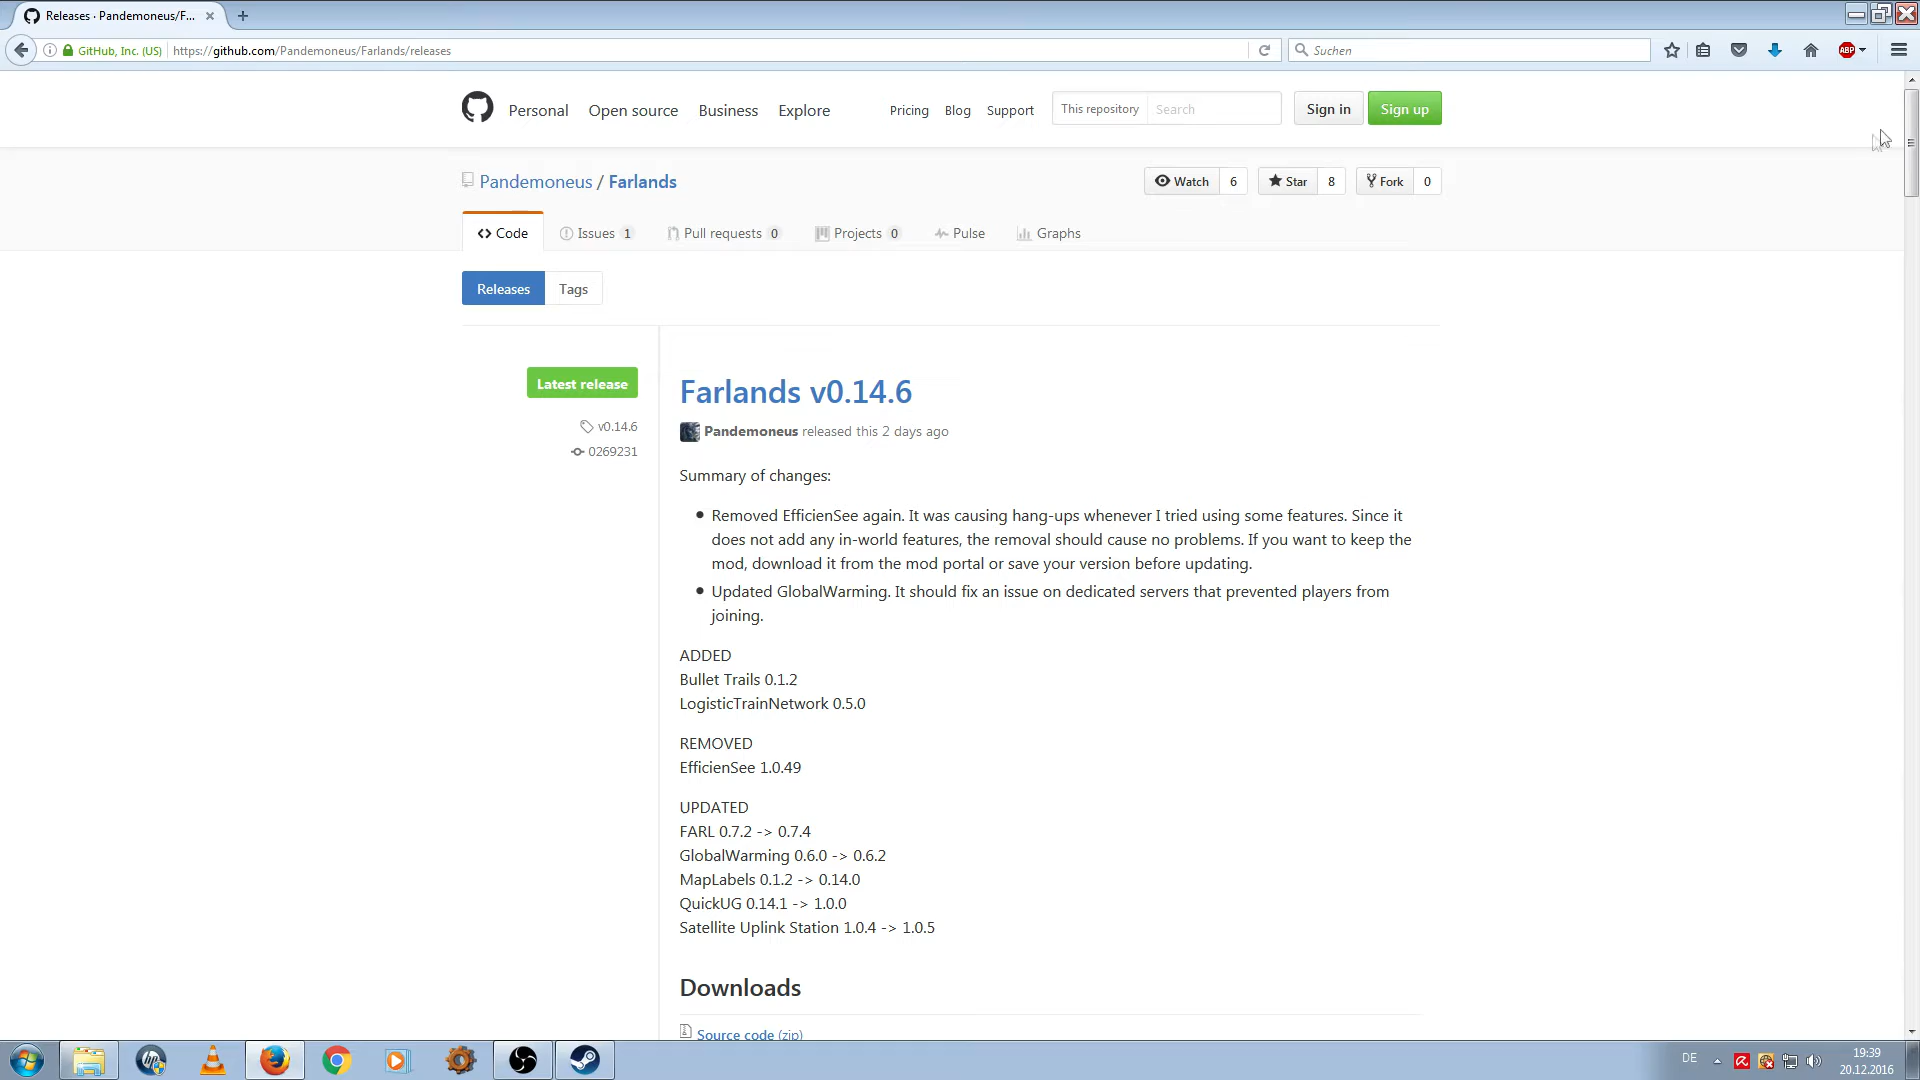 Releases · Pandemoneus/F...
GitHub, Inc. (US)
https://github.com/Pandemoneus/Farlands/releases
Suchen
ABP
Personal
Open source
Business
Explore
Pricing
Blog
Support
This repository
Search
Sign in
Sign up
Pandemoneus / Farlands
Watch 6
Star 8
Fork 0
Code
Issues 1
Pull requests 0
Projects 0
Pulse
Graphs
Releases
Tags
Latest release
v0.14.6
0269231
Farlands v0.14.6
Pandemoneus released this 2 days ago
Summary of changes:
Removed EfficienSee again. It was causing hang-ups whenever I tried using some features. Since it
does not add any in-world features, the removal should cause no problems. If you want to keep the
mod, download it from the mod portal or save your version before updating.
Updated GlobalWarming. It should fix an issue on dedicated servers that prevented players from
joining.
ADDED
Bullet Trails 0.1.2
LogisticTrainNetwork 0.5.0
REMOVED
EfficienSee 1.0.49
UPDATED
FARL 0.7.2 -> 0.7.4
GlobalWarming 0.6.0 -> 0.6.2
MapLabels 0.1.2 -> 0.14.0
QuickUG 0.14.1 -> 1.0.0
Satellite Uplink Station 1.0.4 -> 1.0.5
Downloads
Source code (zip)
hp
DE
19:39
20.12.2016